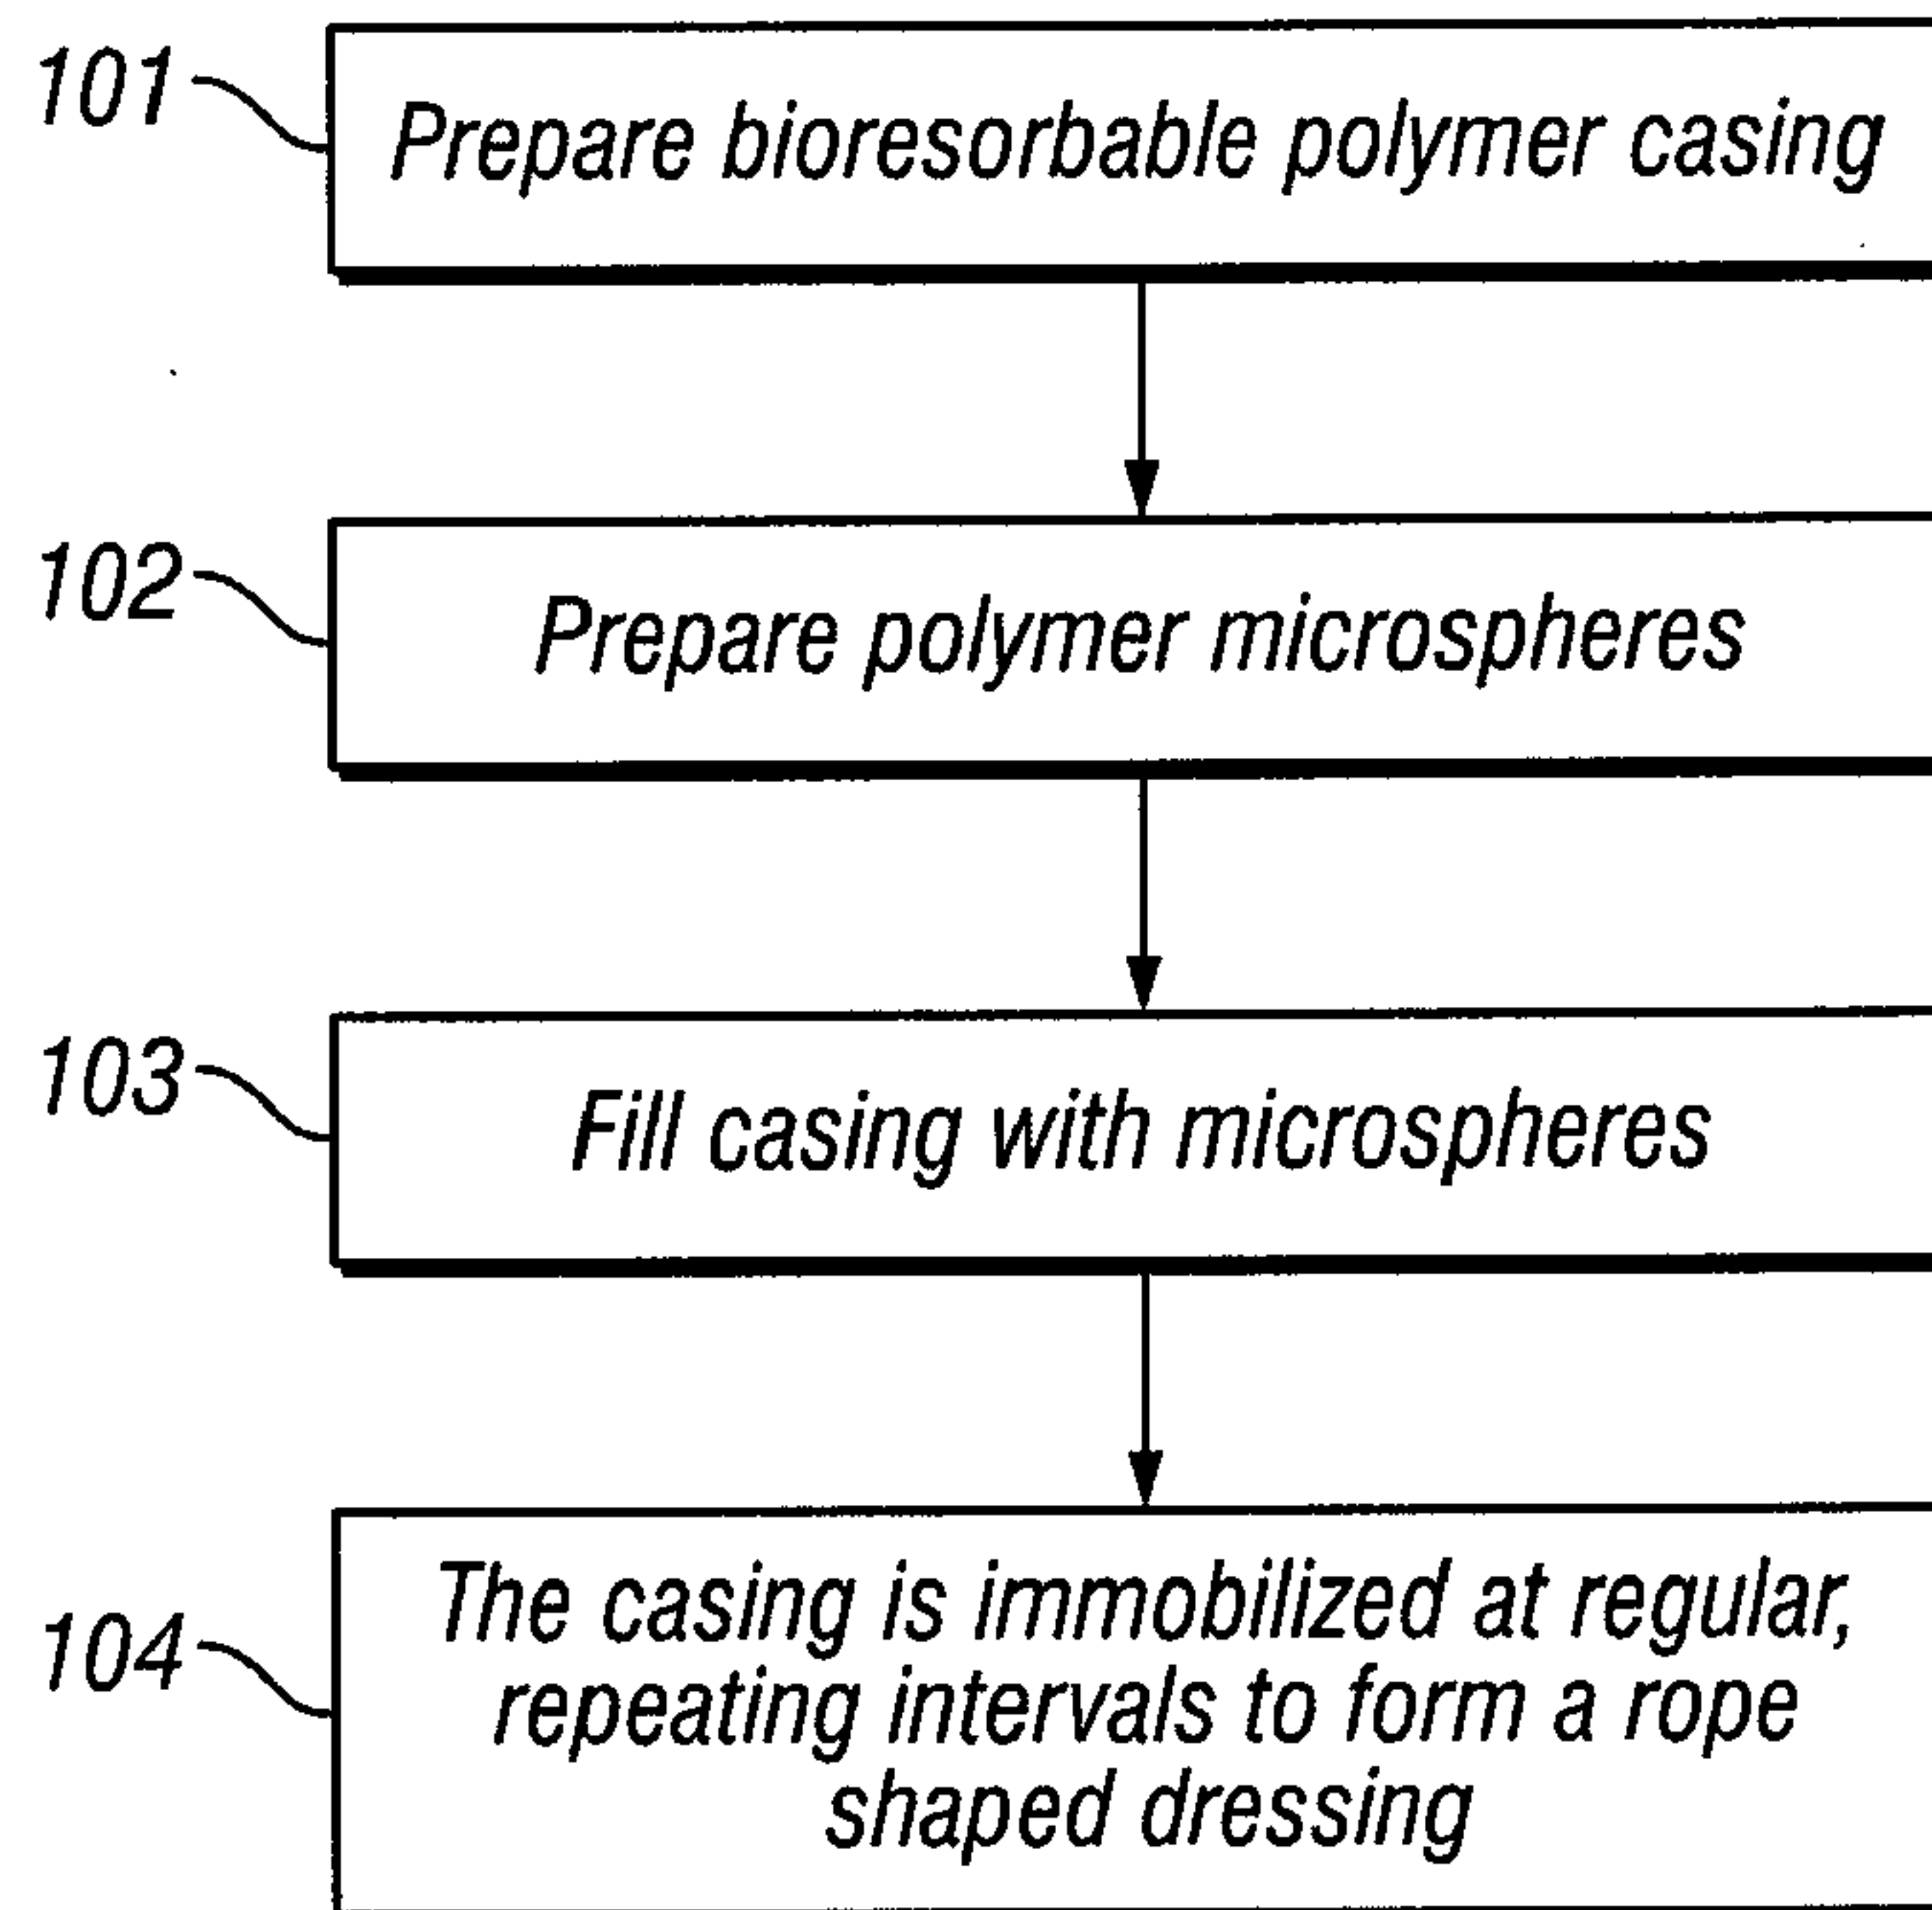 101
Prepare bioresorbable polymer casing
102
Prepare polymer microspheres
103
Fill casing with microspheres
104
The casing is immobilized at regular,
repeating intervals to form a rope
shaped dressing